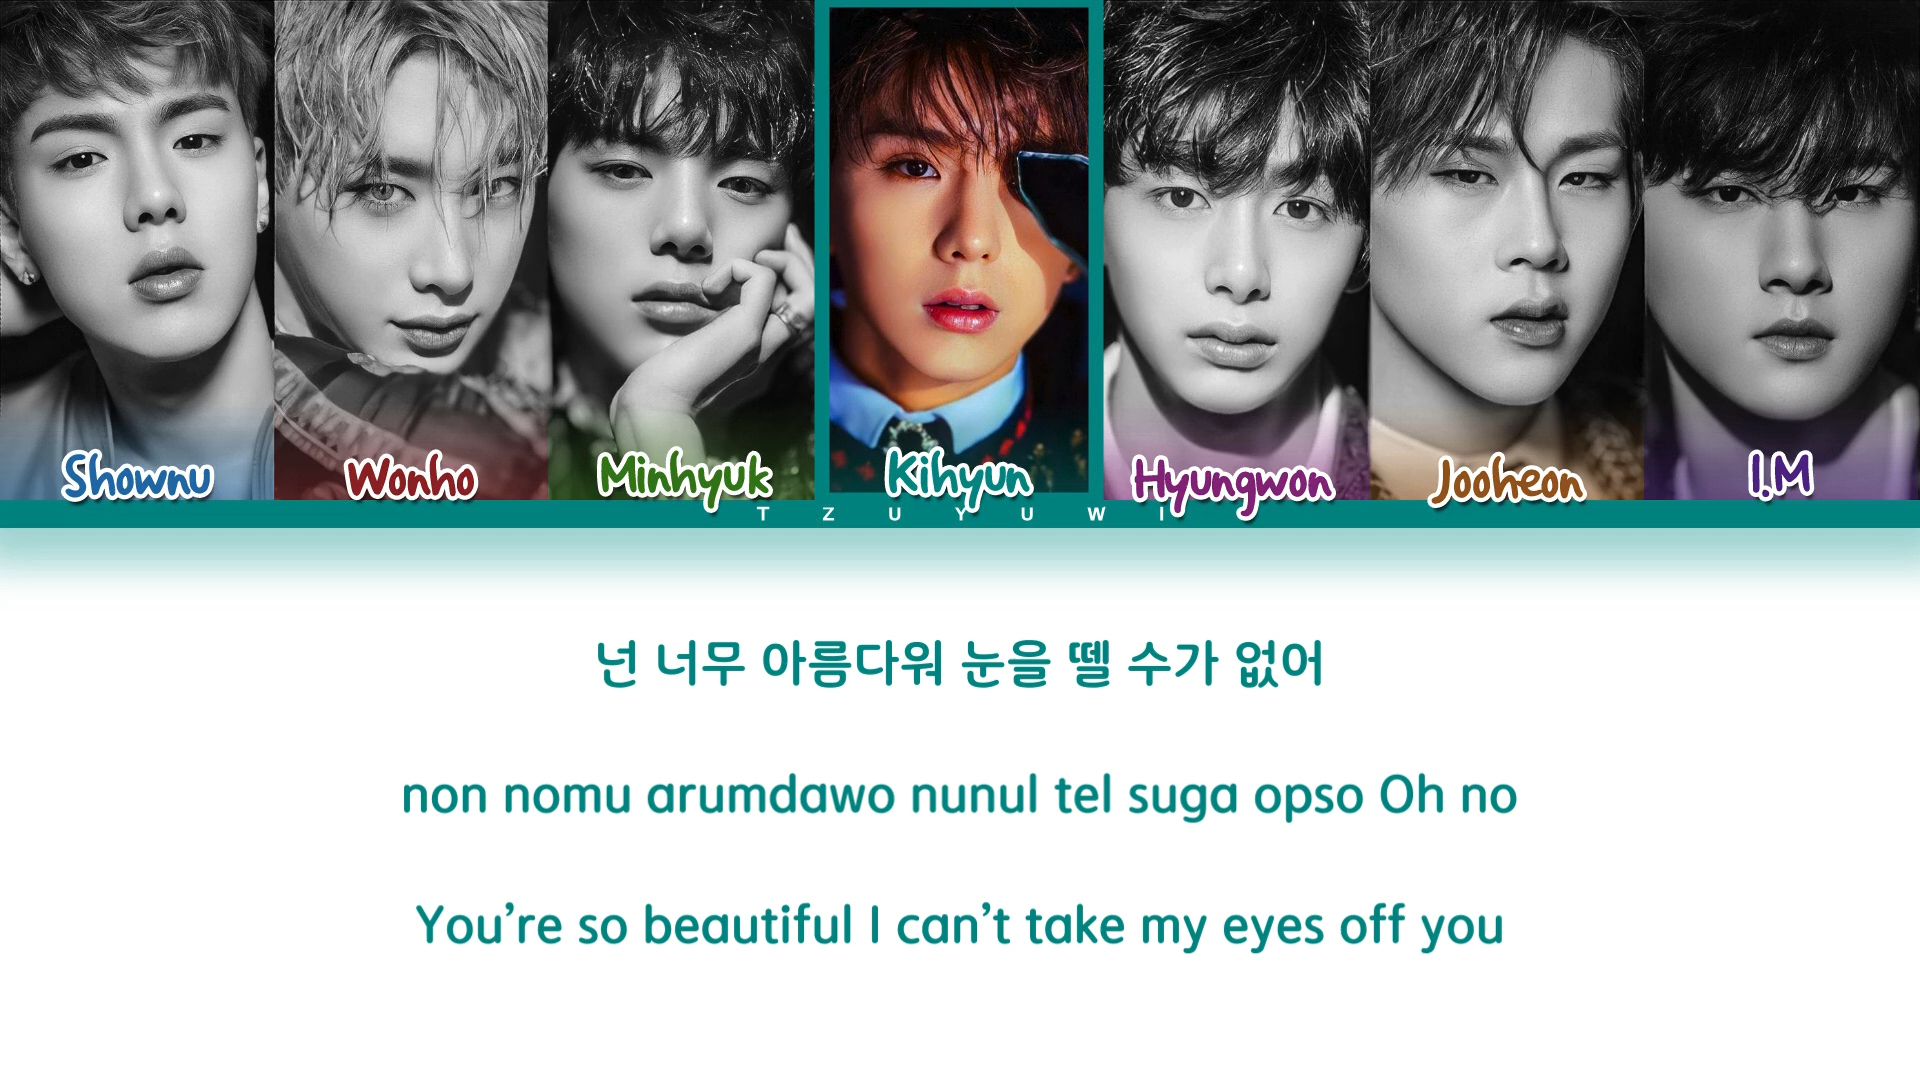 Shownu Wonho Minhyuk Kihyun Hyungwon Jooheon I.M
T Z U Y U W I
넌 너무 아름다워 눈을 뗄 수가 없어
non nomu arumdawo nunul tel suga opso Oh no
You’re so beautiful I can’t take my eyes off you